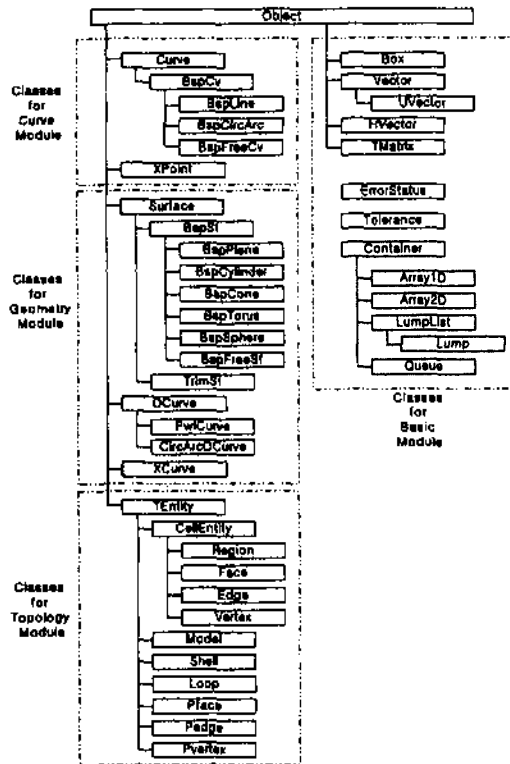 Object
Classes
for
Curve
Module
Curve
BspCv
BspLine
BspCircArc
BspFreeCv
XPoint
Classes
for
Geometry
Module
Surface
BspSf
BspPlane
BspCylinder
BspCone
BspTorus
BspSphere
BspFreeSf
TrimSf
DCurve
PwlCurve
CircArcDCurve
XCurve
Classes
for
Topology
Module
TEntity
CellEntity
Region
Face
Edge
Vertex
Model
Shell
Loop
Pface
Pedge
Pvertex
Box
Vector
UVector
HVector
TMatrix
ErrorStatus
Tolerance
Container
Array1D
Array2D
LumpList
Lump
Queue
Classes
for
Basic
Module